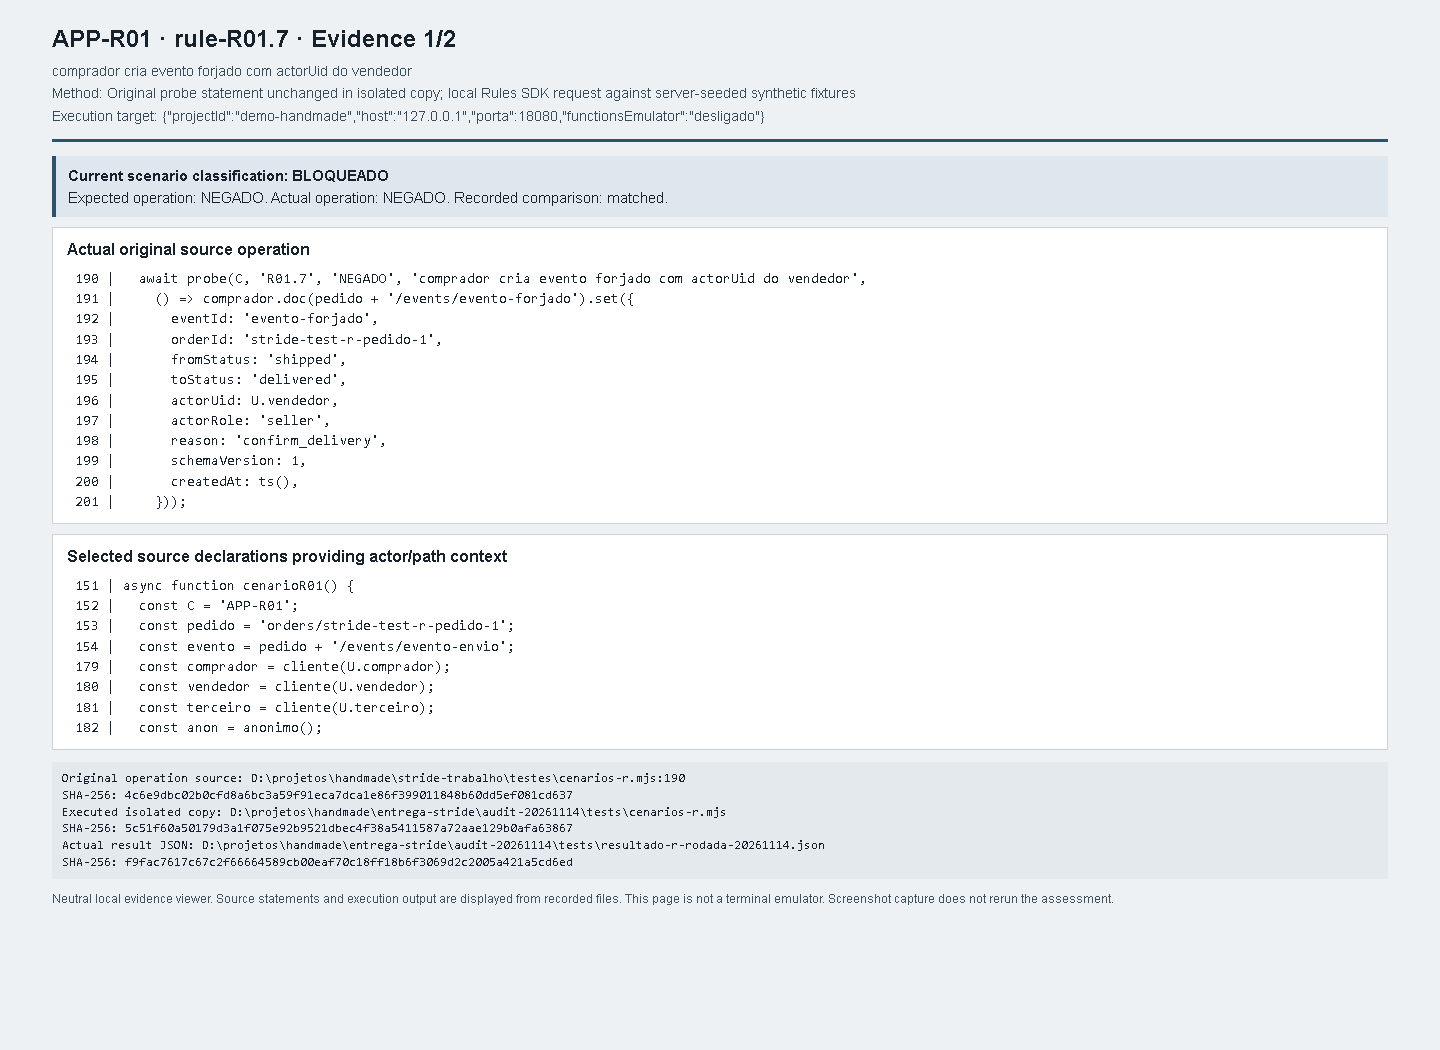 APP-R01 · rule-R01.7 · Evidence 1/2
comprador cria evento forjado com actorUid do vendedor
Method: Original probe statement unchanged in isolated copy; local Rules SDK request against server-seeded synthetic fixtures
Execution target: {"projectId":"demo-handmade","host":"127.0.0.1","porta":18080,"functionsEmulator":"desligado"}
Current scenario classification: BLOQUEADO
Expected operation: NEGADO. Actual operation: NEGADO. Recorded comparison: matched.
Actual original source operation
190 |   await probe(C, 'R01.7', 'NEGADO', 'comprador cria evento forjado com actorUid do vendedor',
191 |     () => comprador.doc(pedido + '/events/evento-forjado').set({
192 |       eventId: 'evento-forjado',
193 |       orderId: 'stride-test-r-pedido-1',
194 |       fromStatus: 'shipped',
195 |       toStatus: 'delivered',
196 |       actorUid: U.vendedor,
197 |       actorRole: 'seller',
198 |       reason: 'confirm_delivery',
199 |       schemaVersion: 1,
200 |       createdAt: ts(),
201 |     }));
Selected source declarations providing actor/path context
151 | async function cenarioR01() {
152 |   const C = 'APP-R01';
153 |   const pedido = 'orders/stride-test-r-pedido-1';
154 |   const evento = pedido + '/events/evento-envio';
179 |   const comprador = cliente(U.comprador);
180 |   const vendedor = cliente(U.vendedor);
181 |   const terceiro = cliente(U.terceiro);
182 |   const anon = anonimo();
Original operation source: D:\projetos\handmade\stride-trabalho\testes\cenarios-r.mjs:190
SHA-256: 4c6e9dbc02b0cfd8a6bc3a59f91eca7dca1e86f399011848b60dd5ef081cd637
Executed isolated copy: D:\projetos\handmade\entrega-stride\audit-20261114\tests\cenarios-r.mjs
SHA-256: 5c51f60a50179d3a1f075e92b9521dbec4f38a5411587a72aae129b0afa63867
Actual result JSON: D:\projetos\handmade\entrega-stride\audit-20261114\tests\resultado-r-rodada-20261114.json
SHA-256: f9fac7617c67c2f66664589cb00eaf70c18ff18b6f3069d2c2005a421a5cd6ed
Neutral local evidence viewer. Source statements and execution output are displayed from recorded files. This page is not a terminal emulator. Screenshot capture does not rerun the assessment.